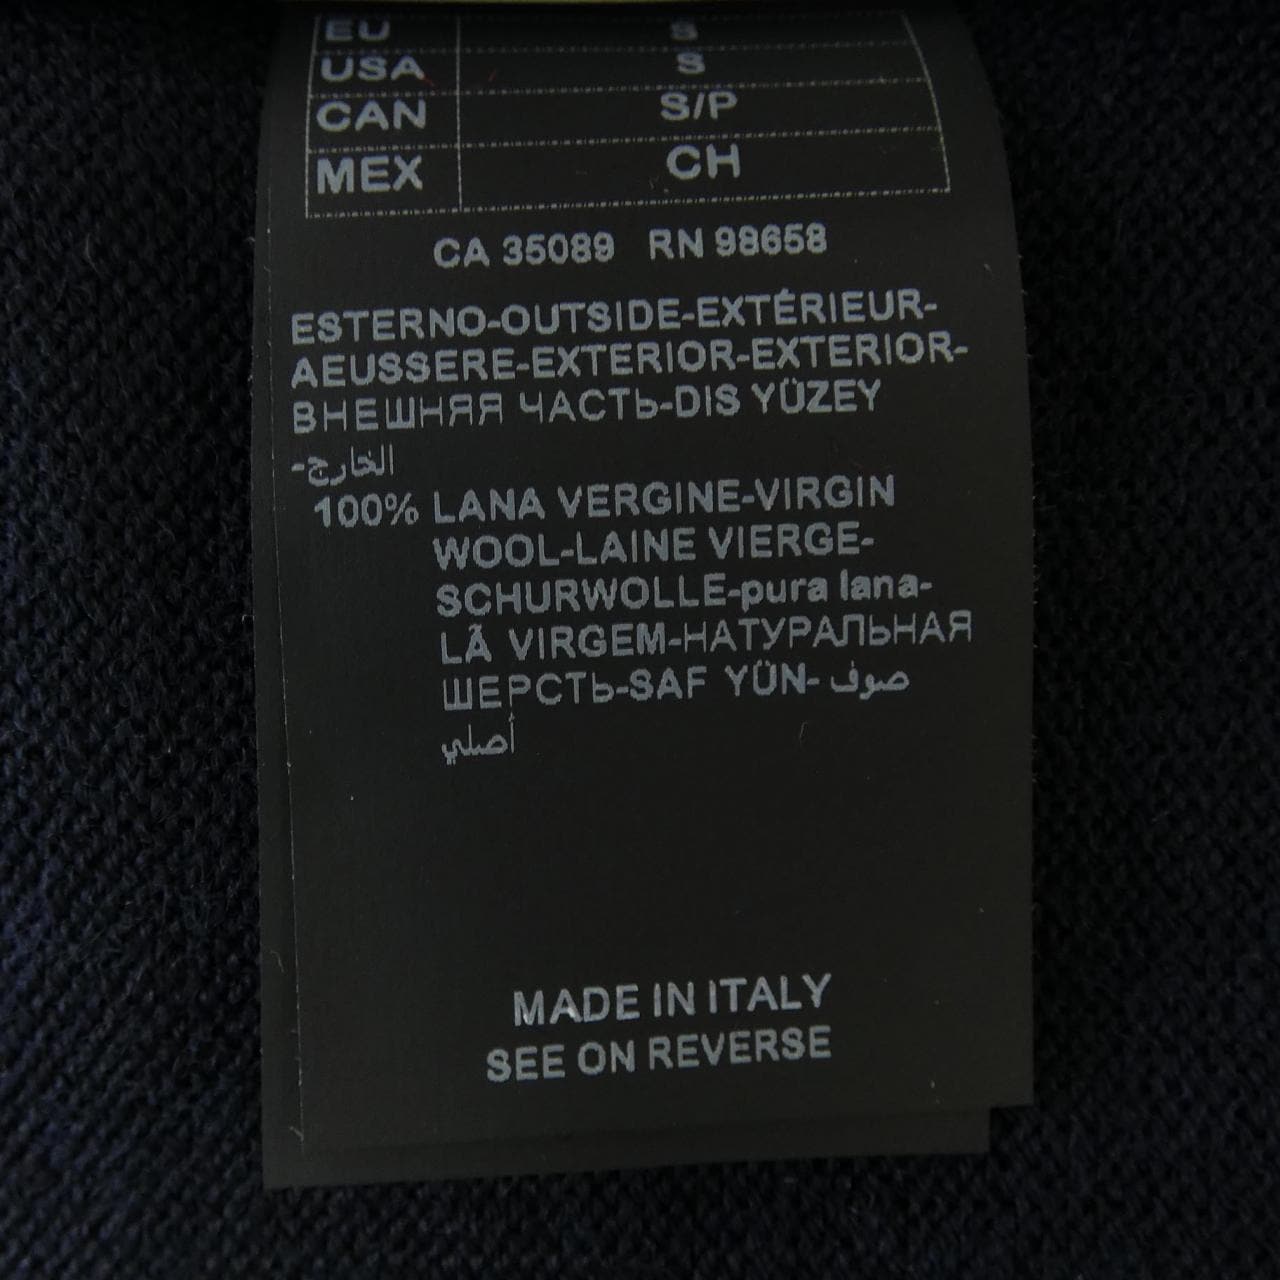 EU S
USA S
CAN S/P
MEX CH
CA 35089 RN 98658
ESTERNO-OUTSIDE-EXTÉRIEUR-
AEUSSERE-EXTERIOR-EXTERIOR-
ВНЕШНЯЯ ЧАСТЬ-DIS YÜZEY
الخارج-
100% LANA VERGINE-VIRGIN
WOOL-LAINE VIERGE-
SCHURWOLLE-pura lana-
LÃ VIRGEM-НАТУРАЛЬНАЯ
ШЕРСТЬ-SAF YÜN- صوف
أصلي
MADE IN ITALY
SEE ON REVERSE